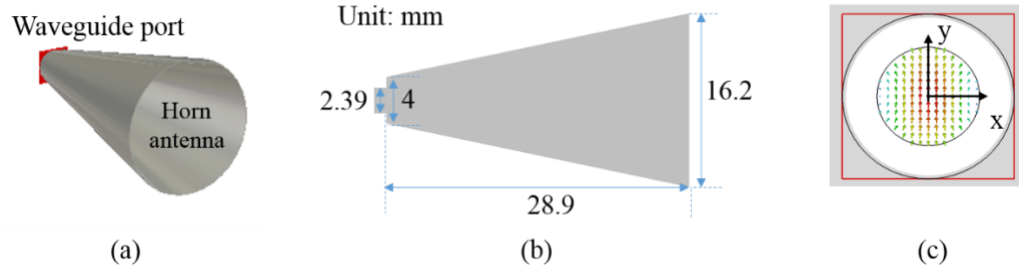 Waveguide port
Horn
antenna
(a)
Unit: mm
2.39
4
16.2
28.9
(b)
y
x
(c)